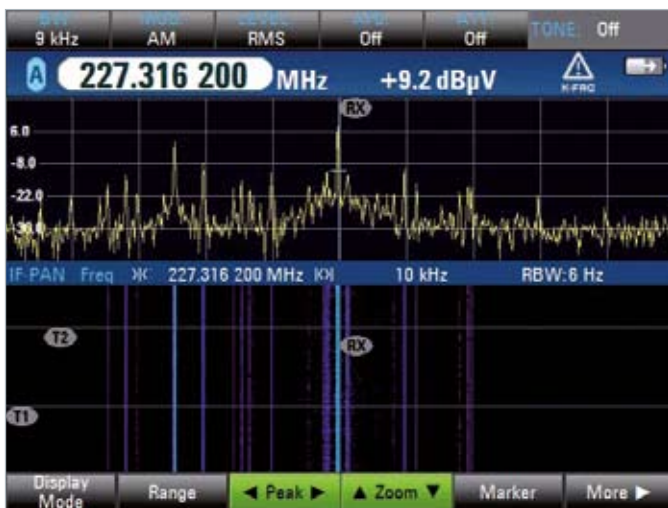 BW: MOD: LEVEL: AFC: ATT: TONE: Off
9 kHz AM RMS Off Off
A 227.316 200 MHz +9.2 dBµV K-FRQ
RX
6.0
-8.0
-22.0
-36.0
IF-PAN Freq 227.316 200 MHz 10 kHz RBW:6 Hz
T2 RX
T1
Display Mode Range ◄ Peak ► ▲ Zoom ▼ Marker More ►